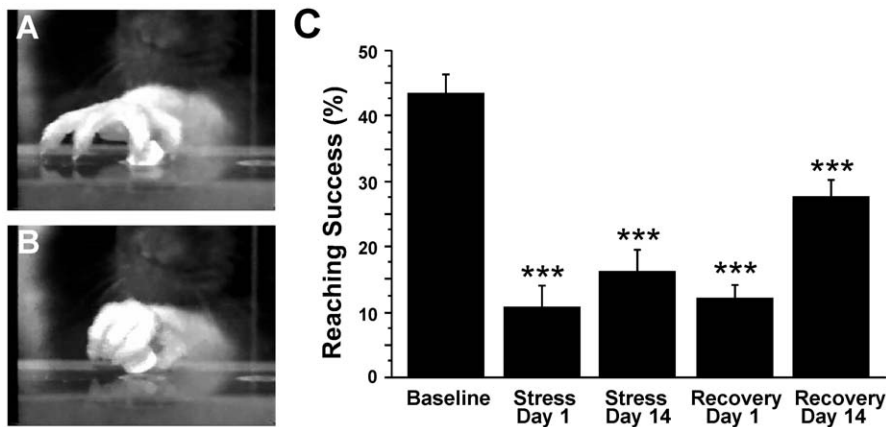 A
B
C
Reaching Success (%)
50
40
30
20
10
0
***
***
***
***
Baseline
Stress
Day 1
Stress
Day 14
Recovery
Day 1
Recovery
Day 14